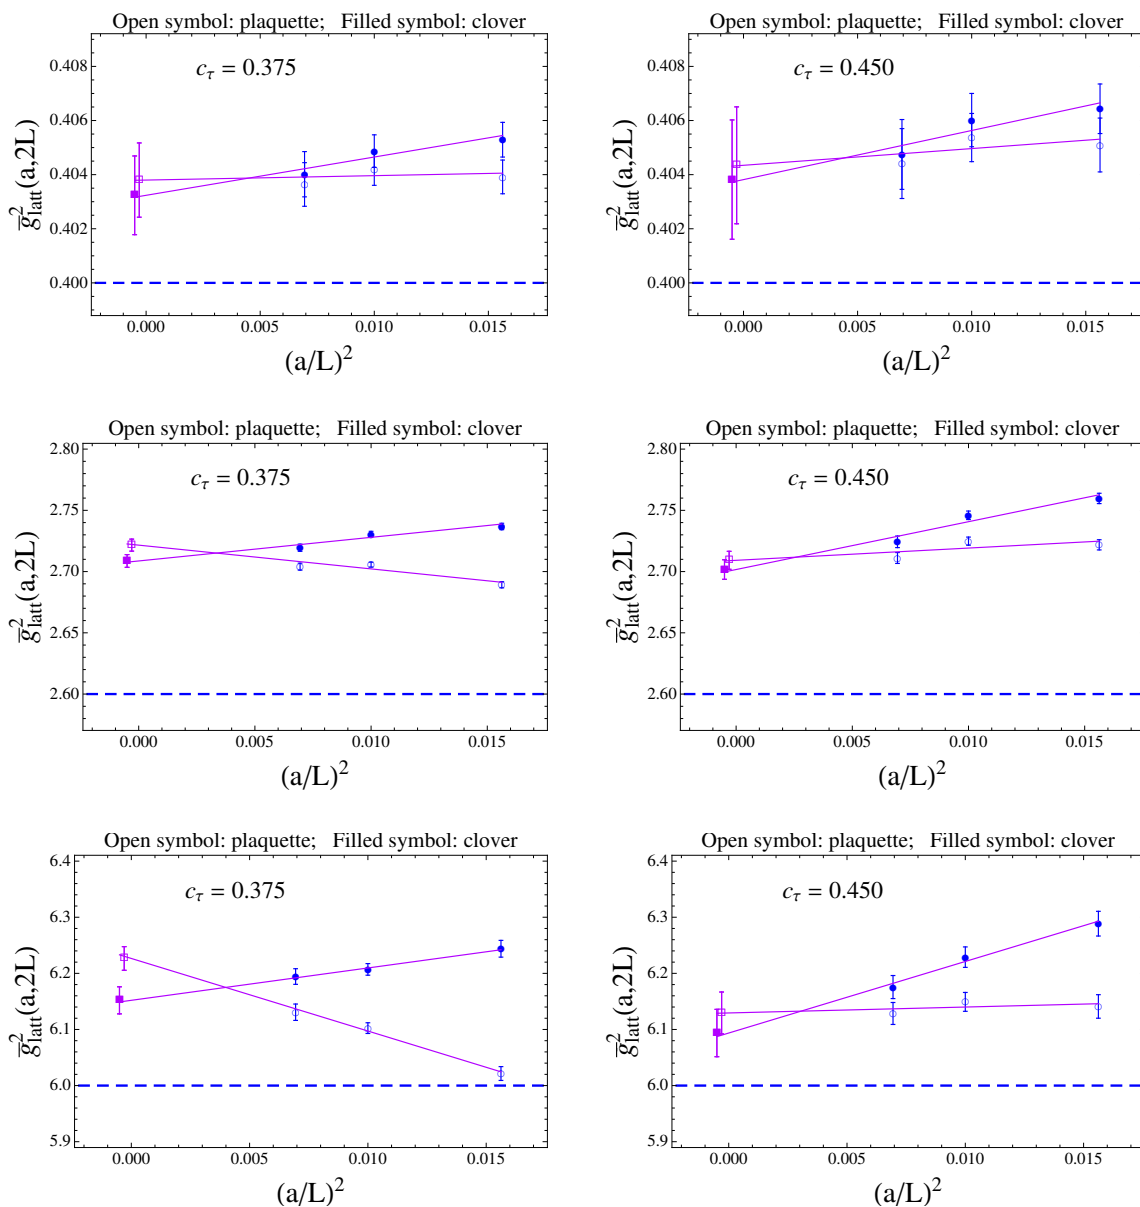 Open symbol: plaquette;   Filled symbol: clover
c_τ = 0.375
0.408
0.406
0.404
0.402
0.400
g̅²_latt(a,2L)
0.000 0.005 0.010 0.015
(a/L)²
Open symbol: plaquette;   Filled symbol: clover
c_τ = 0.450
0.408
0.406
0.404
0.402
0.400
g̅²_latt(a,2L)
0.000 0.005 0.010 0.015
(a/L)²
Open symbol: plaquette;   Filled symbol: clover
c_τ = 0.375
2.80
2.75
2.70
2.65
2.60
g̅²_latt(a,2L)
0.000 0.005 0.010 0.015
(a/L)²
Open symbol: plaquette;   Filled symbol: clover
c_τ = 0.450
2.80
2.75
2.70
2.65
2.60
g̅²_latt(a,2L)
0.000 0.005 0.010 0.015
(a/L)²
Open symbol: plaquette;   Filled symbol: clover
c_τ = 0.375
6.4
6.3
6.2
6.1
6.0
5.9
g̅²_latt(a,2L)
0.000 0.005 0.010 0.015
(a/L)²
Open symbol: plaquette;   Filled symbol: clover
c_τ = 0.450
6.4
6.3
6.2
6.1
6.0
5.9
g̅²_latt(a,2L)
0.000 0.005 0.010 0.015
(a/L)²